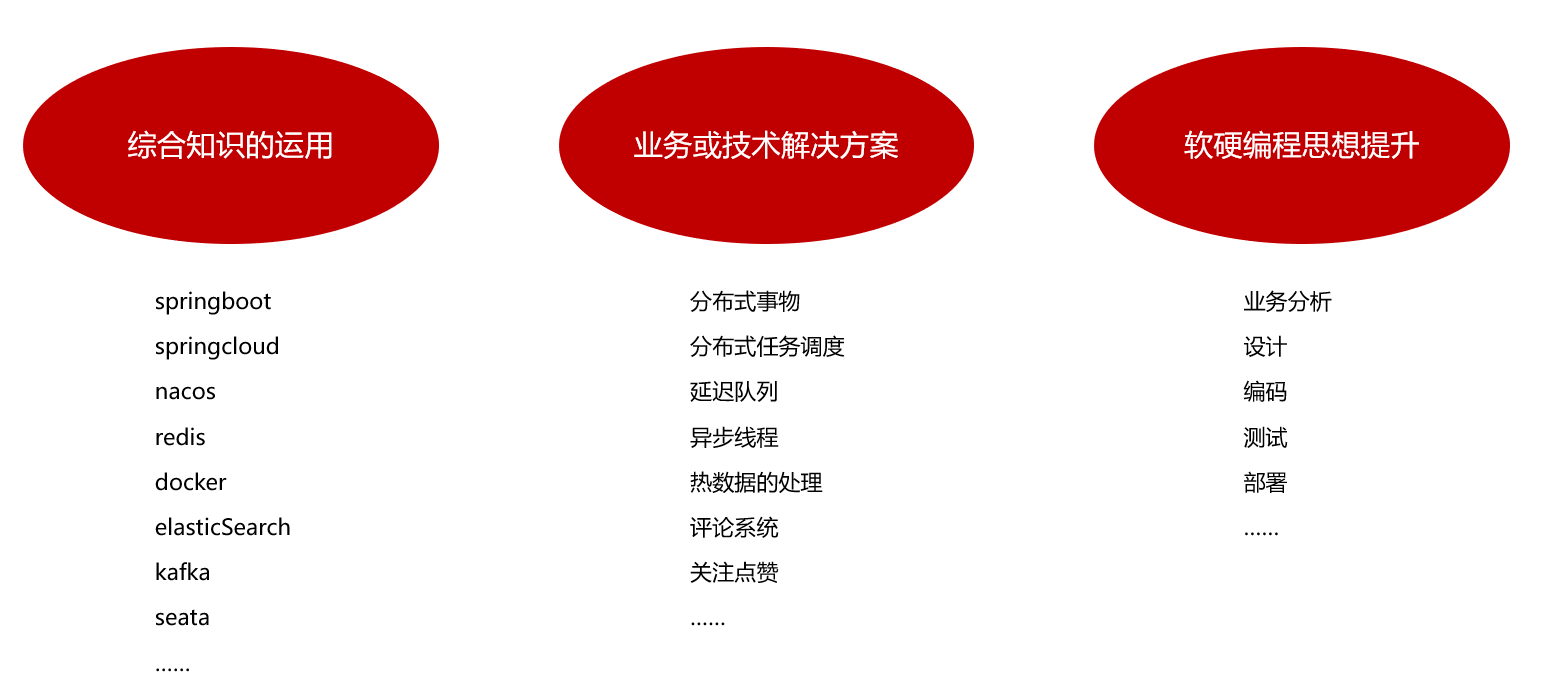 综合知识的运用
springboot
springcloud
nacos
redis
docker
elasticSearch
kafka
seata
……
业务或技术解决方案
分布式事物
分布式任务调度
延迟队列
异步线程
热数据的处理
评论系统
关注点赞
……
软硬编程思想提升
业务分析
设计
编码
测试
部署
……